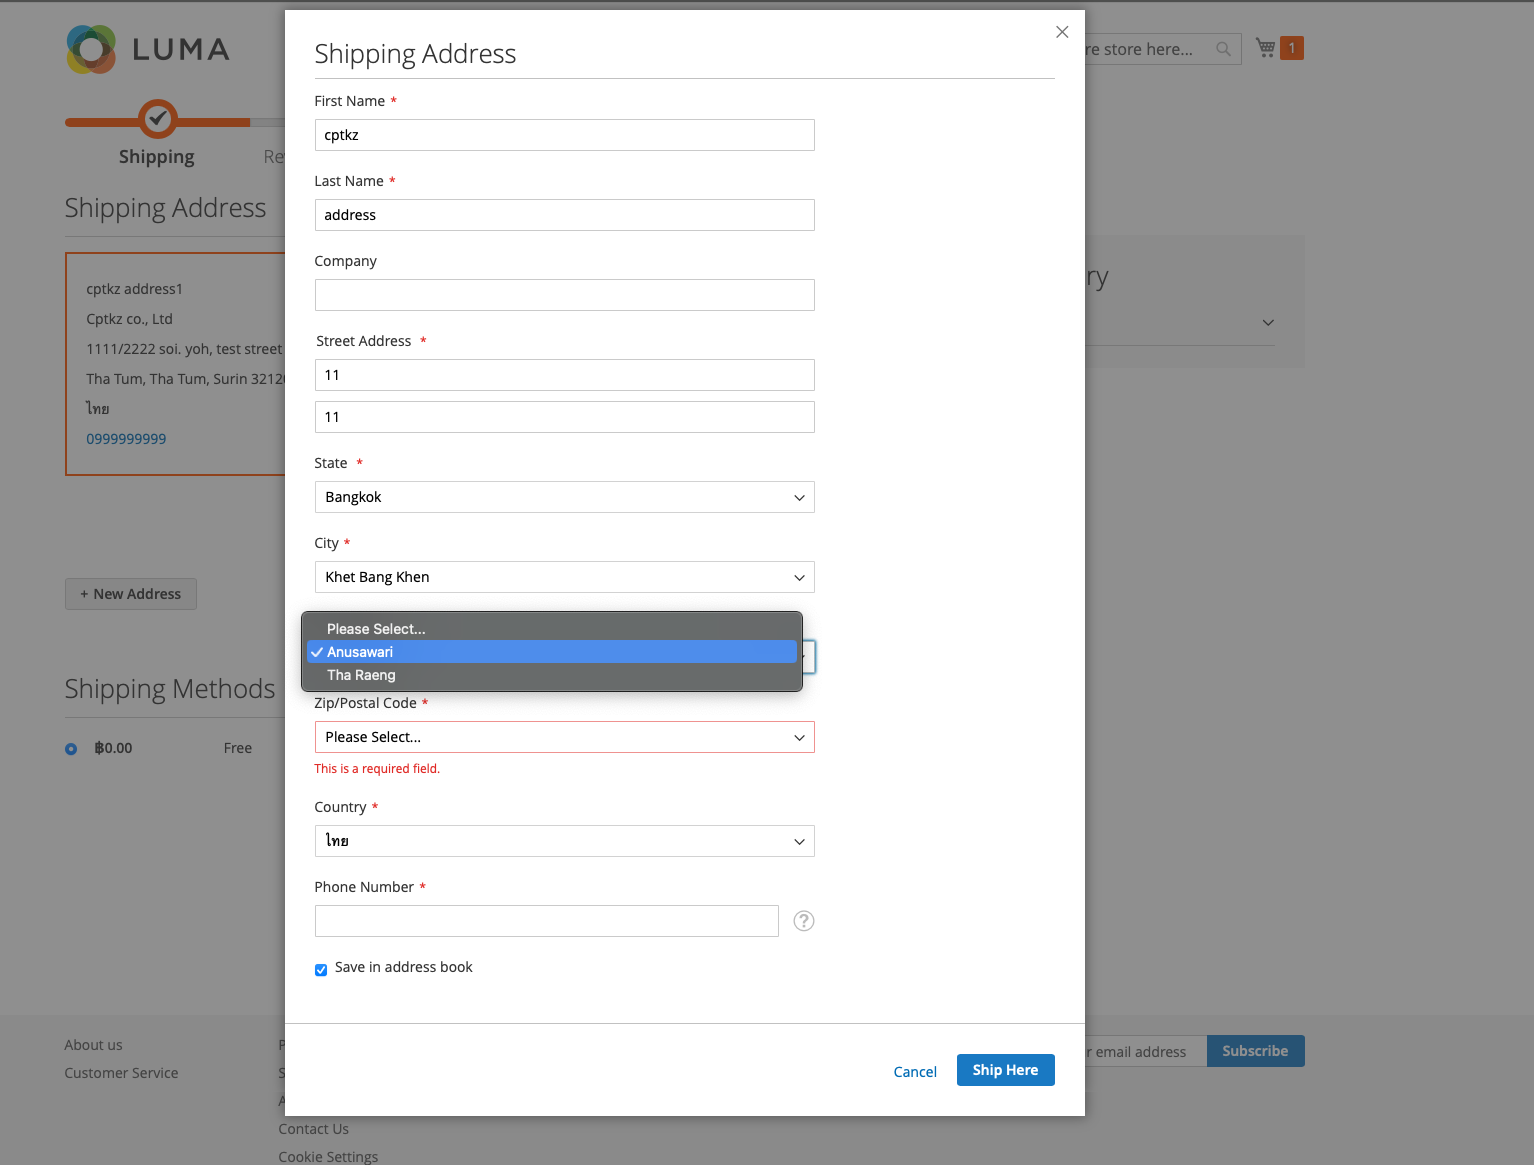 LUMA
re store here...
1
Shipping
Re
Shipping Address
cptkz address1
Cptkz co., Ltd
1111/2222 soi. yoh, test street
Tha Tum, Tha Tum, Surin 32120
ไทย
0999999999
+ New Address
Shipping Methods
฿0.00 Free
ry
Shipping Address
First Name *
cptkz
Last Name *
address
Company
Street Address *
11
11
State *
Bangkok
City *
Khet Bang Khen
Please Select...
✓ Anusawari
Tha Raeng
Zip/Postal Code *
Please Select...
This is a required field.
Country *
ไทย
Phone Number *
?
Save in address book
Cancel
Ship Here
About us
Customer Service
P
S
A
Contact Us
Cookie Settings
r email address
Subscribe